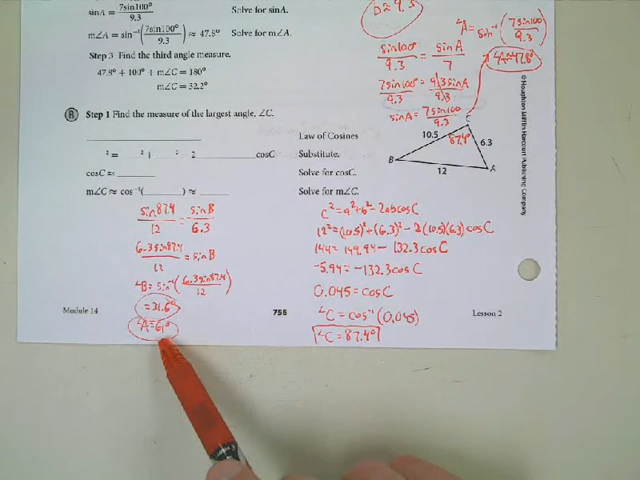 sinA = 7sin100° / 9.3 Solve for sinA.
m∠A = sin⁻¹(7sin100° / 9.3) ≈ 47.8° Solve for m∠A.
Step 3 Find the third angle measure.
47.8° + 100° + m∠C = 180°
m∠C = 32.2°
b ≈ 9.5
∠A = sin⁻¹(7sin100 / 9.3)
∠A ≈ 47.8°
sin100° / 9.3 = sinA / 7
7sin100° / 9.3 = 9.3sinA / 9.3
sinA = 7sin100 / 9.3
B Step 1 Find the measure of the largest angle, ∠C.
Law of Cosines
² = ² + ² 2 cosC Substitute.
cosC ≈ Solve for cosC.
m∠C ≈ cos⁻¹( ) ≈ Solve for m∠C.
C
10.5
87.4°
6.3
B
12
A
sin87.4 / 12 = sinB / 6.3
6.3sin87.4 / 12 = sinB
∠B = sin⁻¹(6.3sin87.4 / 12)
= 31.6°
∠A = 61°
c² = a² + b² - 2abcosC
12² = (10.5)² + (6.3)² - 2(10.5)(6.3)cosC
144 = 149.94 - 132.3cosC
-5.94 = -132.3cosC
0.045 = cosC
∠C = cos⁻¹(0.045)
∠C = 87.4°
Module 14
755
Lesson 2
© Houghton Mifflin Harcourt Publishing Company